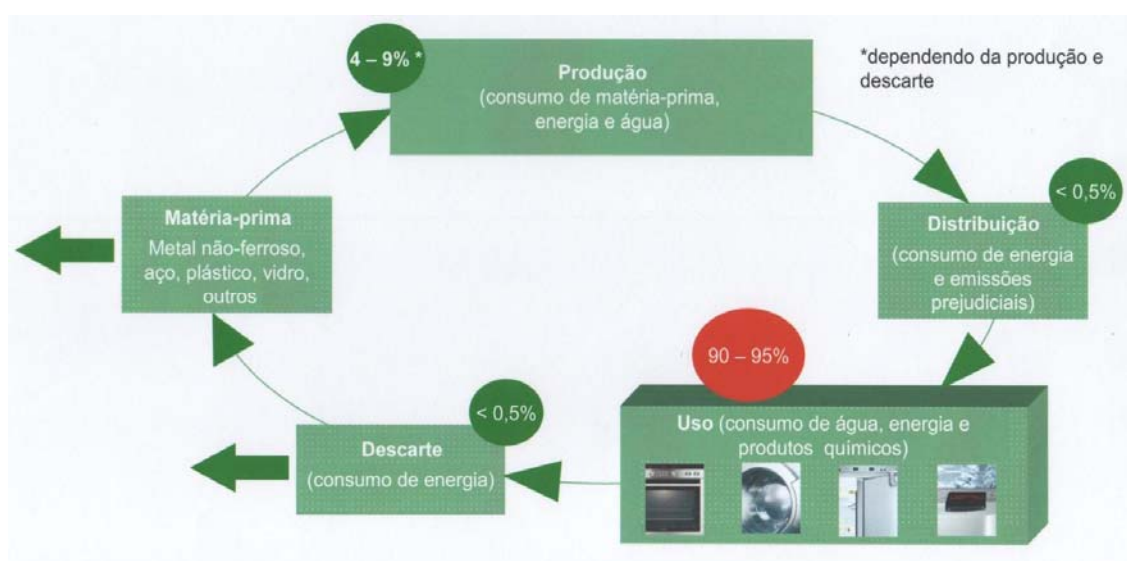 4 – 9% *
Produção
(consumo de matéria-prima,
energia e água)
*dependendo da produção e
descarte
< 0,5%
Distribuição
(consumo de energia
e emissões
prejudiciais)
90 – 95%
Uso (consumo de água, energia e
produtos químicos)
< 0,5%
Descarte
(consumo de energia)
Matéria-prima
Metal não-ferroso,
aço, plástico, vidro,
outros